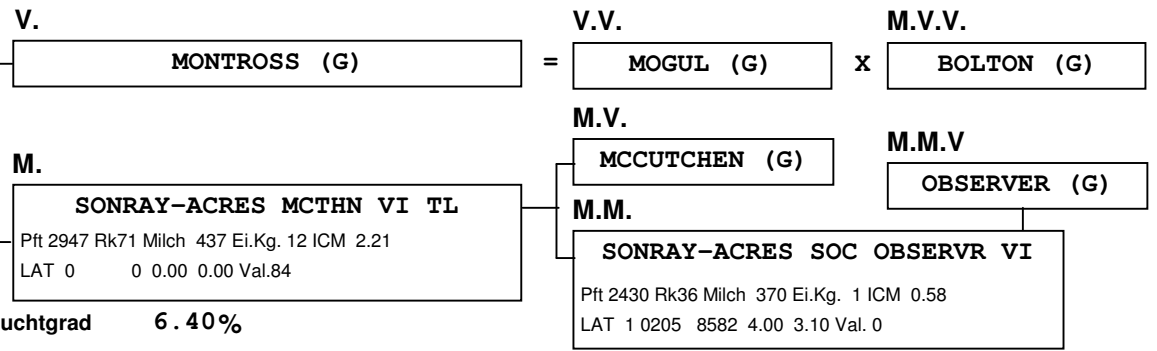 V.
V.V.
M.V.V.
MONTROSS (G)
=
MOGUL (G)
X
BOLTON (G)
M.V.
MCCUTCHEN (G)
M.M.V
OBSERVER (G)
M.
SONRAY-ACRES MCTHN VI TL
Pft 2947 Rk71 Milch 437 Ei.Kg. 12 ICM 2.21
LAT 0 0 0.00 0.00 Val.84
M.M.
SONRAY-ACRES SOC OBSERVR VI
Pft 2430 Rk36 Milch 370 Ei.Kg. 1 ICM 0.58
LAT 1 0205 8582 4.00 3.10 Val. 0
uchtgrad 6.40%